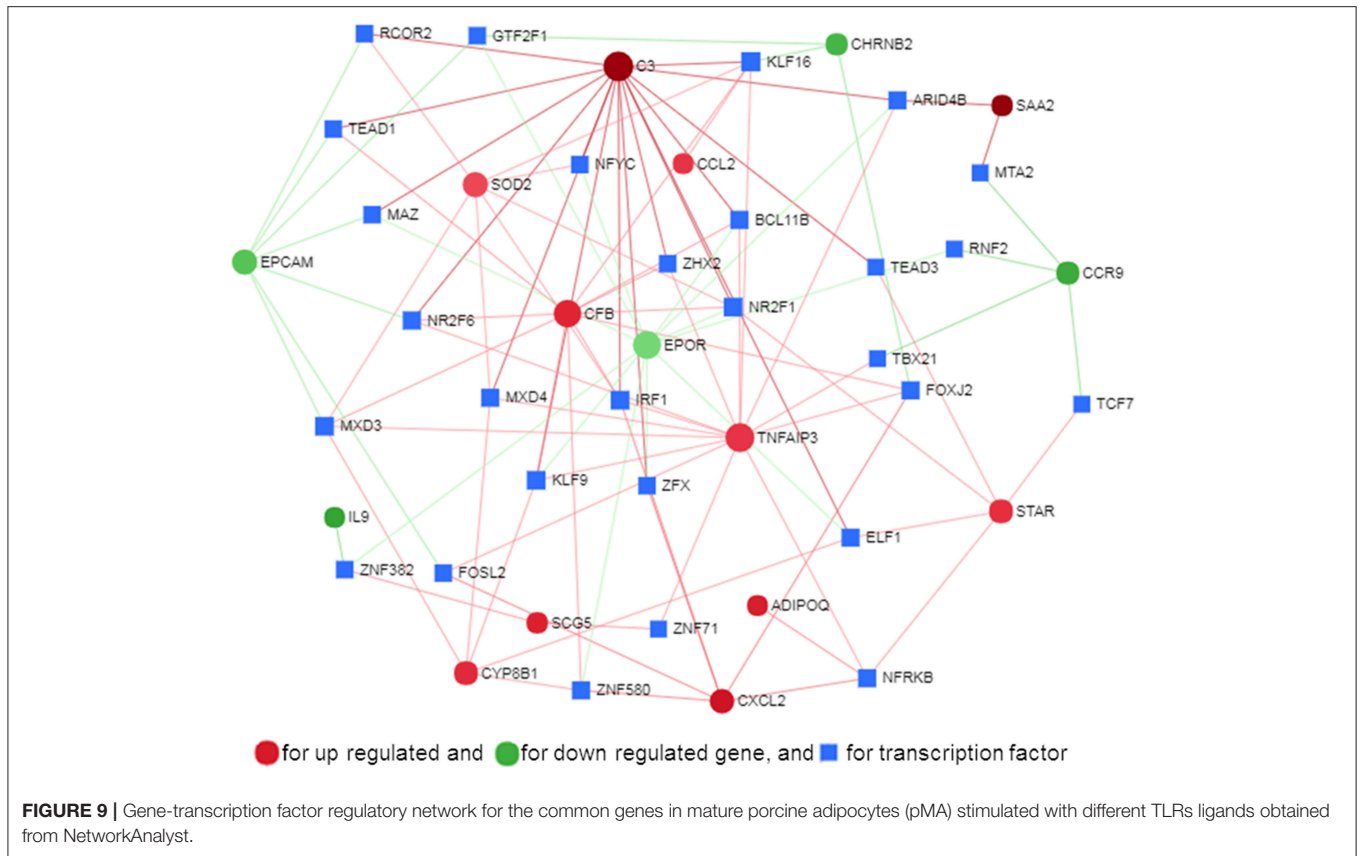 RCOR2
GTF2F1
CHRNB2
C3
KLF16
ARID4B
SAA2
TEAD1
NFYC
CCL2
MTA2
SOD2
MAZ
BCL11B
RNF2
EPCAM
ZHX2
TEAD3
CCR9
NR2F6
CFB
NR2F1
EPOR
TBX21
FOXJ2
MXD4
IRF1
TCF7
MXD3
TNFAIP3
KLF9
ZFX
STAR
IL9
ELF1
ZNF382
FOSL2
ADIPOQ
SCG5
ZNF71
CYP8B1
NFRKB
ZNF580
CXCL2
for up regulated and for down regulated gene, and for transcription factor
FIGURE 9 | Gene-transcription factor regulatory network for the common genes in mature porcine adipocytes (pMA) stimulated with different TLRs ligands obtained
from NetworkAnalyst.